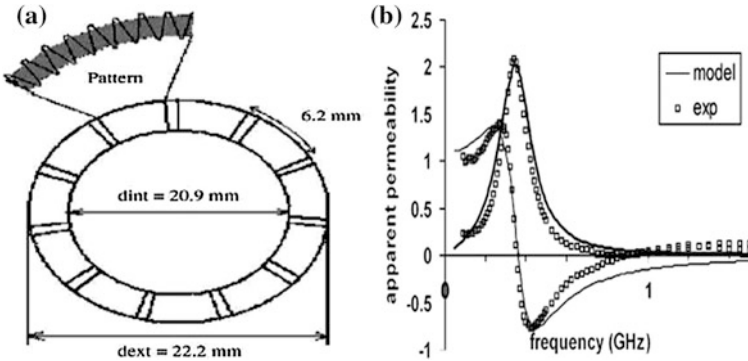 (a)
Pattern
6.2 mm
dint = 20.9 mm
dext = 22.2 mm
(b)
apparent permeability
2.5
2
1.5
1
0.5
0
-0.5
-1
0
1
frequency (GHz)
model
exp